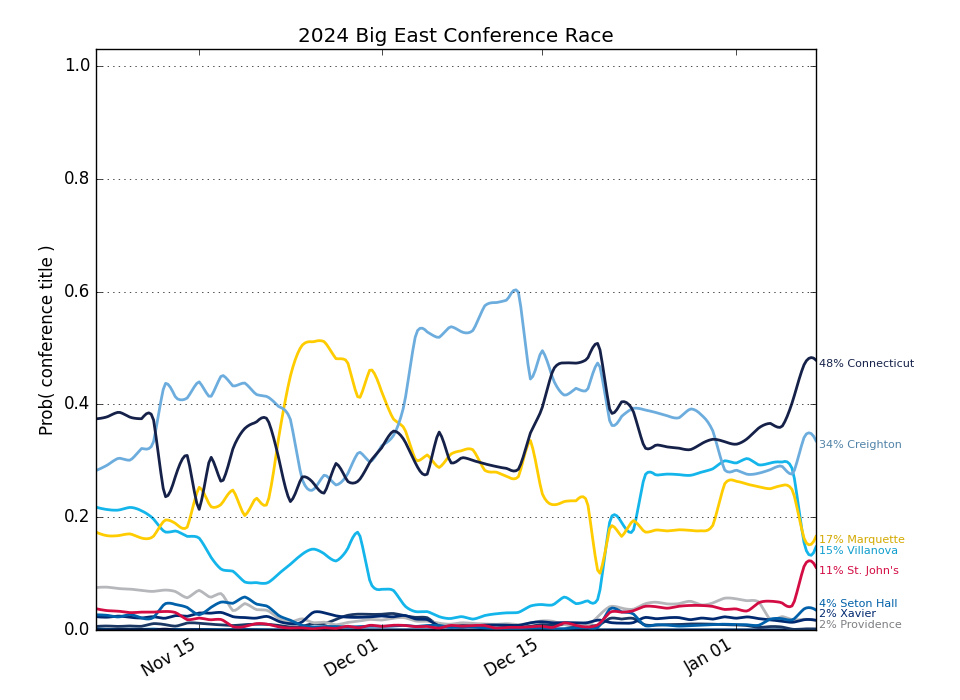 2024 Big East Conference Race
Prob( conference title )
1.0
0.8
0.6
0.4
0.2
0.0
Nov 15
Dec 01
Dec 15
Jan 01
48% Connecticut
34% Creighton
17% Marquette
15% Villanova
11% St. John's
4% Seton Hall
2% Xavier
2% Providence